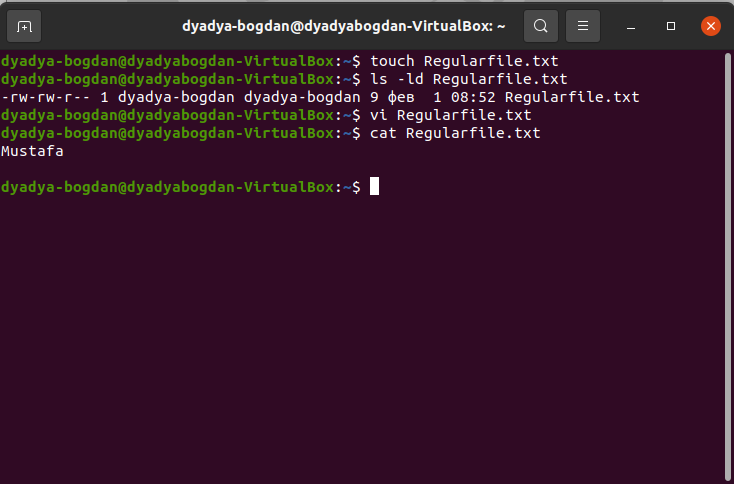 dyadya-bogdan@dyadyabogdan-VirtualBox: ~
dyadya-bogdan@dyadyabogdan-VirtualBox:~$ touch Regularfile.txt
dyadya-bogdan@dyadyabogdan-VirtualBox:~$ ls -ld Regularfile.txt
-rw-rw-r-- 1 dyadya-bogdan dyadya-bogdan 9 фев  1 08:52 Regularfile.txt
dyadya-bogdan@dyadyabogdan-VirtualBox:~$ vi Regularfile.txt
dyadya-bogdan@dyadyabogdan-VirtualBox:~$ cat Regularfile.txt
Mustafa
dyadya-bogdan@dyadyabogdan-VirtualBox:~$